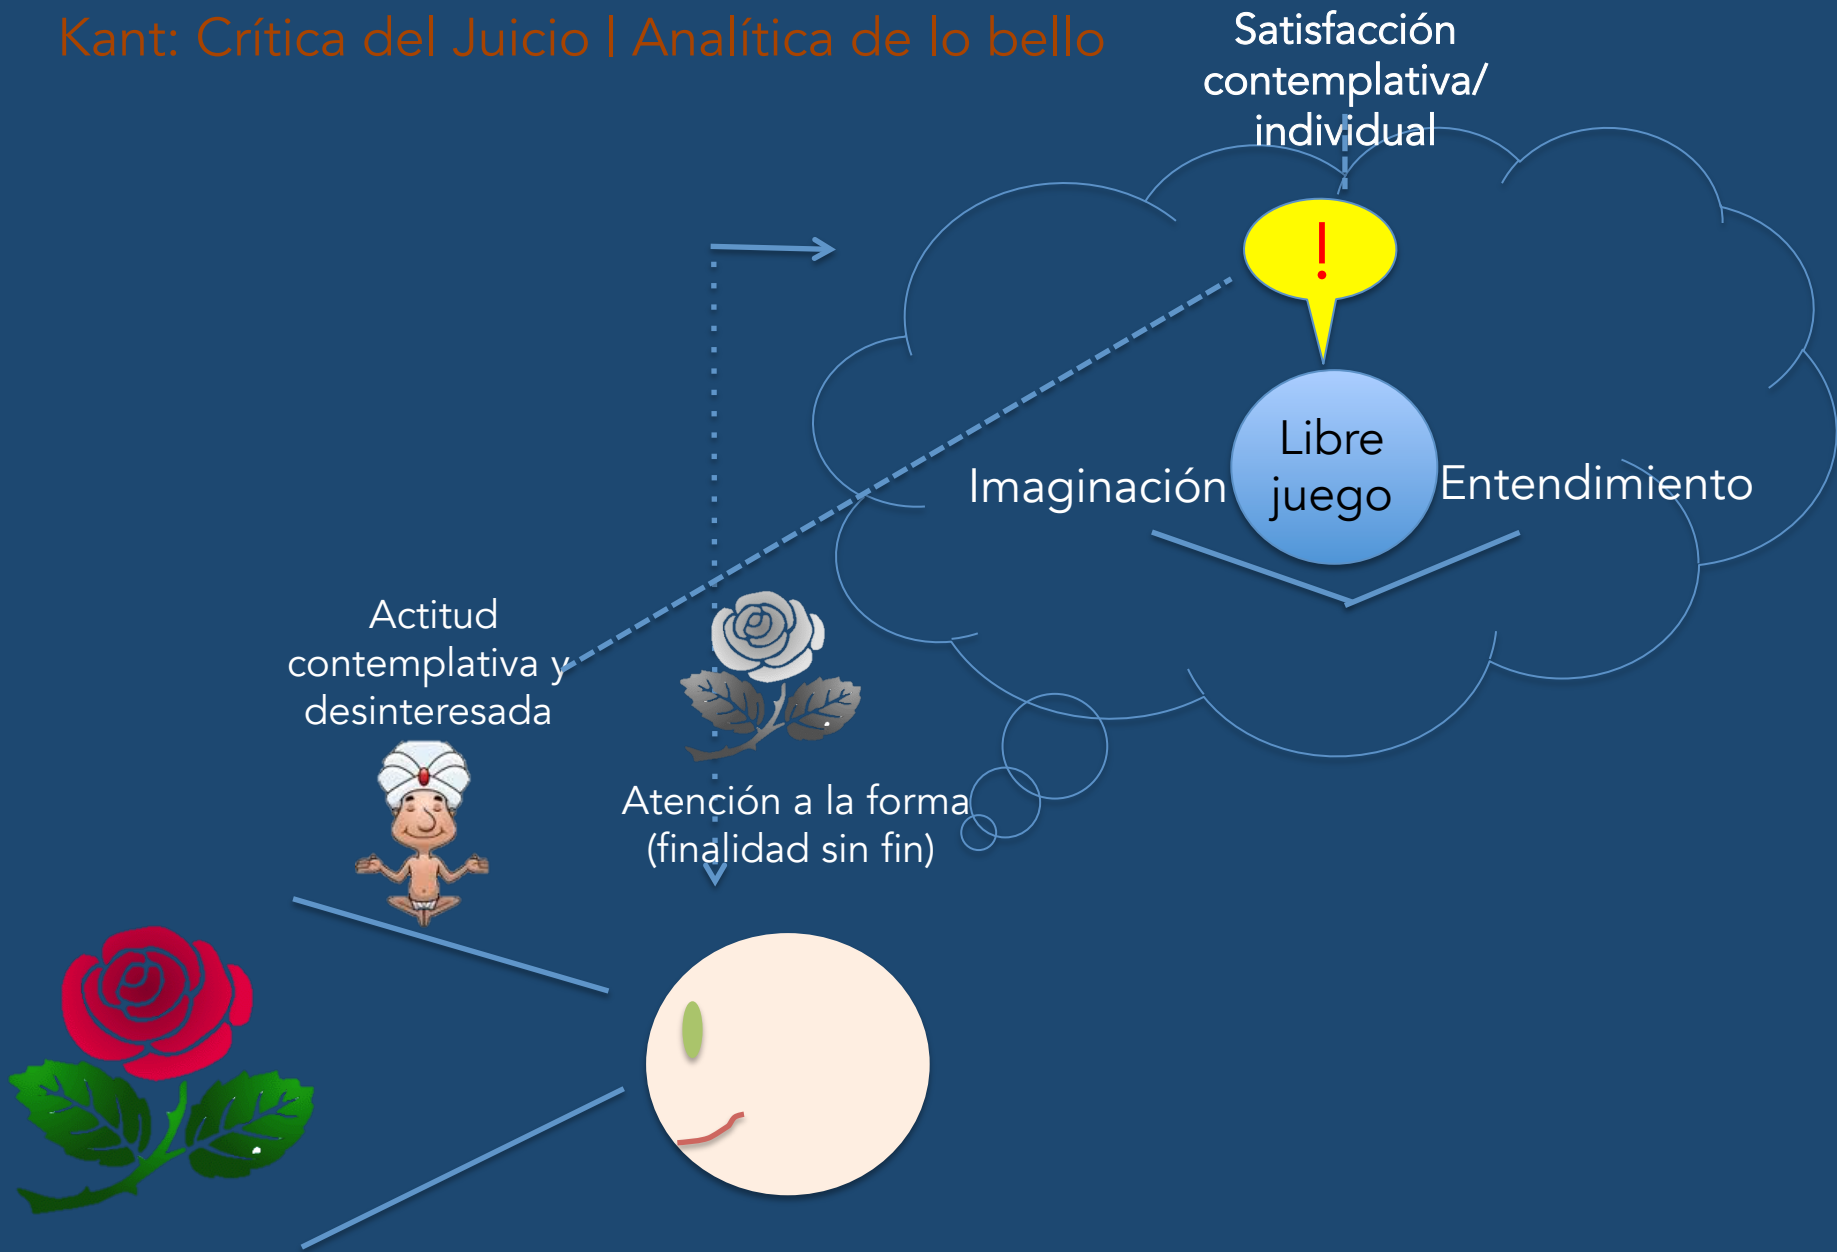 Kant: Crítica del Juicio | Analítica de lo bello
Satisfacción
contemplativa/
individual
!
Libre
juego
Imaginación
Entendimiento
Actitud
contemplativa y
desinteresada
Atención a la forma
(finalidad sin fin)